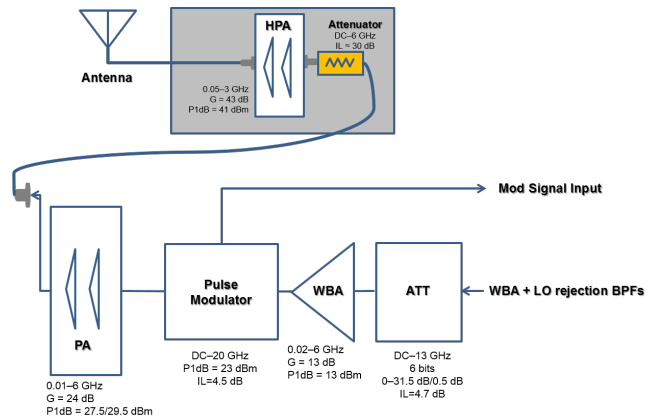 HPA
Attenuator
DC–6 GHz
IL ≈ 30 dB
Antenna
0.05–3 GHz
G = 43 dB
P1dB = 41 dBm
Mod Signal Input
Pulse
Modulator
WBA
ATT
WBA + LO rejection BPFs
PA
DC–20 GHz
P1dB = 23 dBm
IL=4.5 dB
0.02–6 GHz
G = 13 dB
P1dB = 13 dBm
DC–13 GHz
6 bits
0–31.5 dB/0.5 dB
IL=4.7 dB
0.01–6 GHz
G = 24 dB
P1dB = 27.5/29.5 dBm